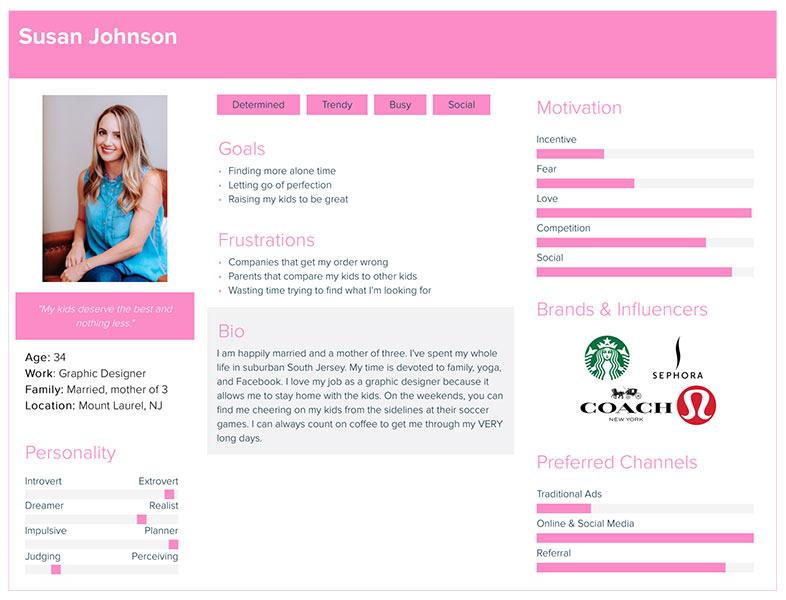 Susan Johnson
"My kids deserve the best and
nothing less."
Age: 34
Work: Graphic Designer
Family: Married, mother of 3
Location: Mount Laurel, NJ
Personality
Introvert Extrovert
Dreamer Realist
Impulsive Planner
Judging Perceiving
Determined Trendy Busy Social
Goals
• Finding more alone time
• Letting go of perfection
• Raising my kids to be great
Frustrations
• Companies that get my order wrong
• Parents that compare my kids to other kids
• Wasting time trying to find what I'm looking for
Bio
I am happily married and a mother of three. I've spent my whole
life in suburban South Jersey. My time is devoted to family, yoga,
and Facebook. I love my job as a graphic designer because it
allows me to stay home with the kids. On the weekends, you can
find me cheering on my kids from the sidelines at their soccer
games. I can always count on coffee to get me through my VERY
long days.
Motivation
Incentive
Fear
Love
Competition
Social
Brands & Influencers
SEPHORA
COACH
NEW YORK
Preferred Channels
Traditional Ads
Online & Social Media
Referral